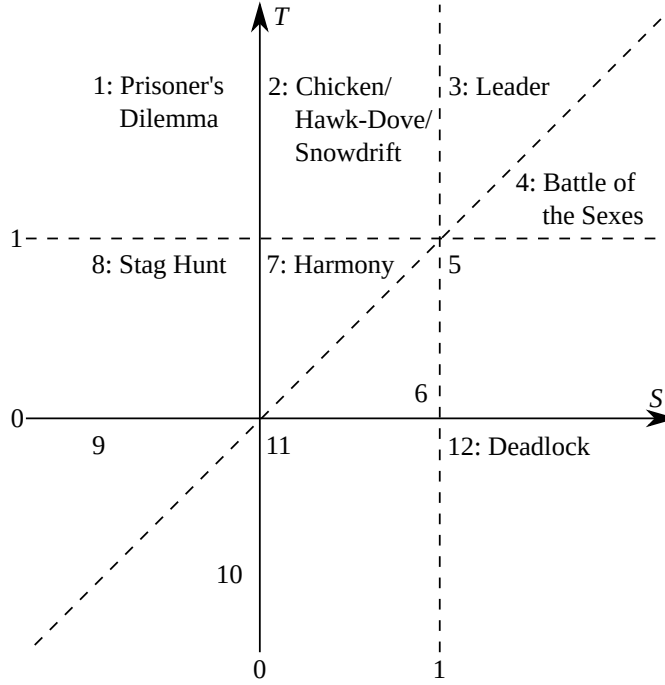 T
1: Prisoner's
Dilemma
2: Chicken/
Hawk-Dove/
Snowdrift
3: Leader
4: Battle of
the Sexes
1
8: Stag Hunt
7: Harmony
5
6
S
0
9
11
12: Deadlock
10
0
1